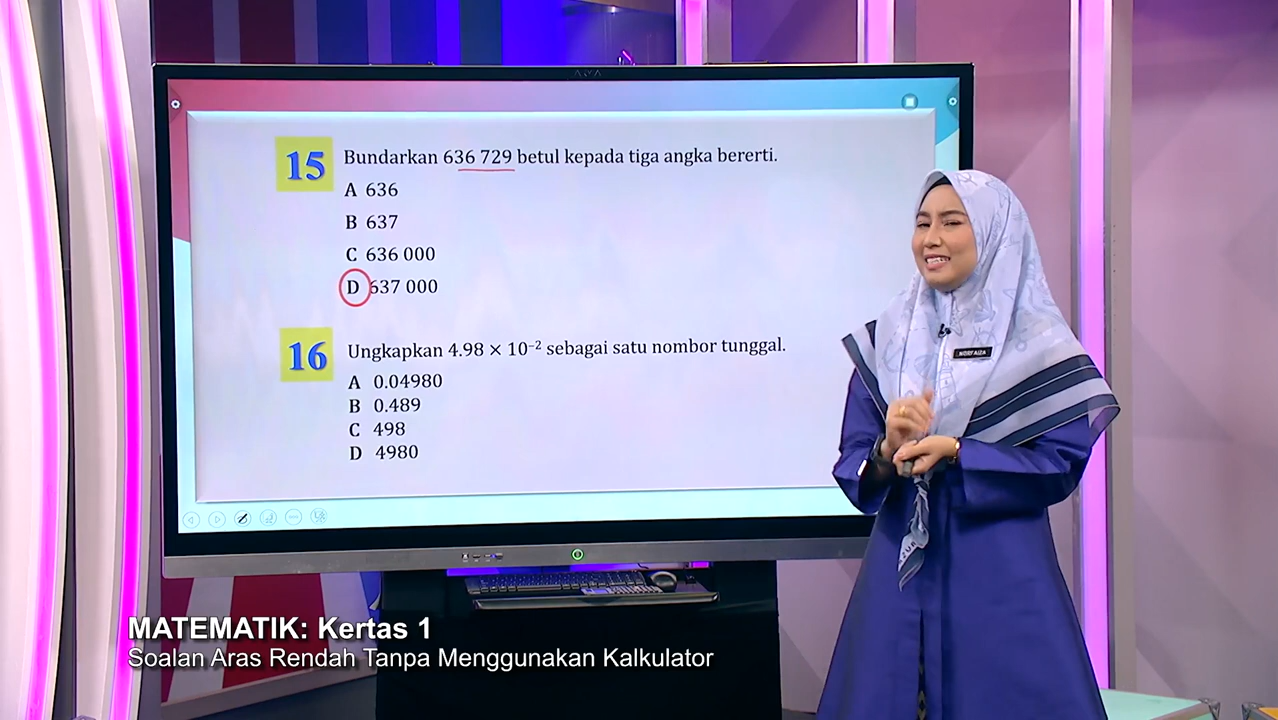 15 Bundarkan 636 729 betul kepada tiga angka bererti.
A 636
B 637
C 636 000
D 637 000
16 Ungkapkan 4.98 × 10⁻² sebagai satu nombor tunggal.
A 0.04980
B 0.489
C 498
D 4980
NORFAIZA
MATEMATIK: Kertas 1
Soalan Aras Rendah Tanpa Menggunakan Kalkulator